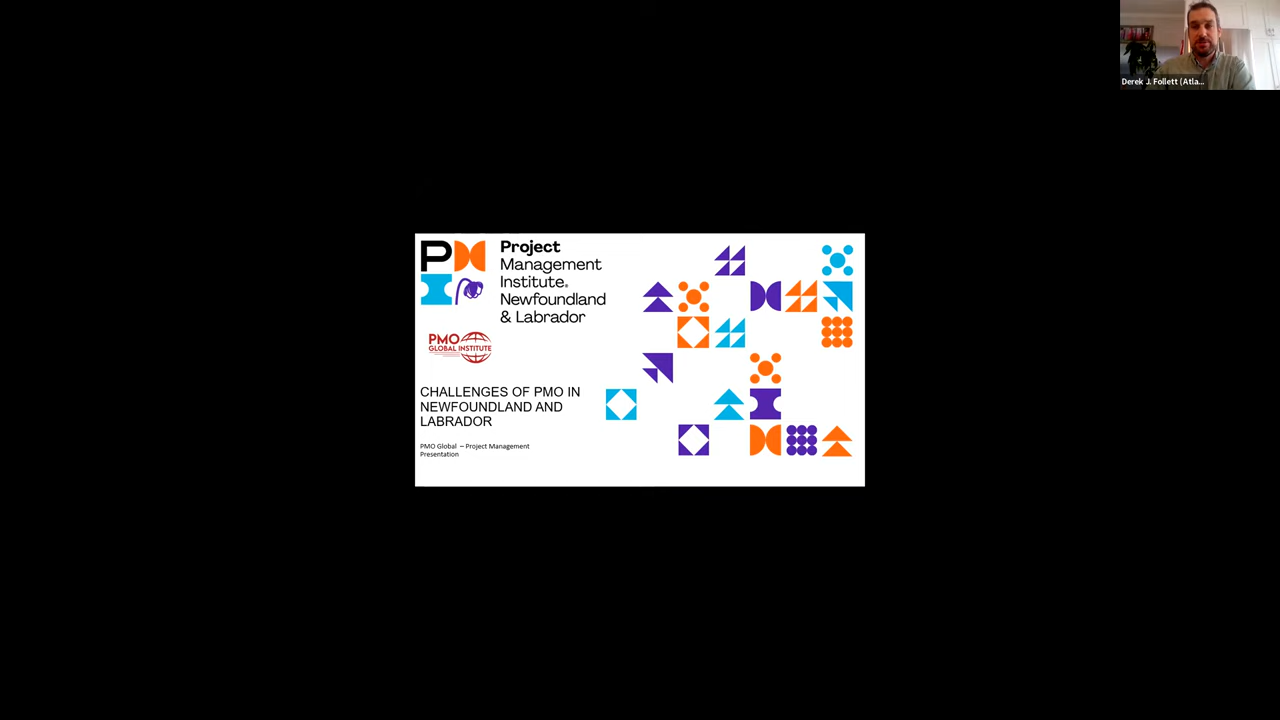 Derek J. Follett (Atla...
Project
Management
Institute®
Newfoundland
& Labrador
PMO
GLOBAL INSTITUTE
CHALLENGES OF PMO IN
NEWFOUNDLAND AND
LABRADOR
PMO Global – Project Management
Presentation